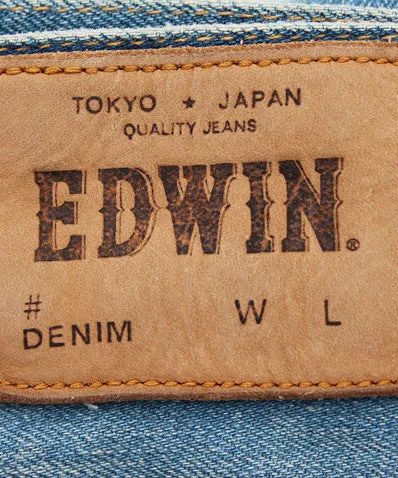 TOKYO ★ JAPAN
QUALITY JEANS
EDWIN®
# W L
DENIM